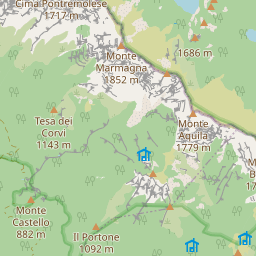 Cima Pontremolese
1717 m
1686 m
Monte
Marmagna
1852 m
Tesa dei
Corvi
1143 m
Monte
Aquila
1779 m
Monte
Castello
882 m
Il Portone
1092 m